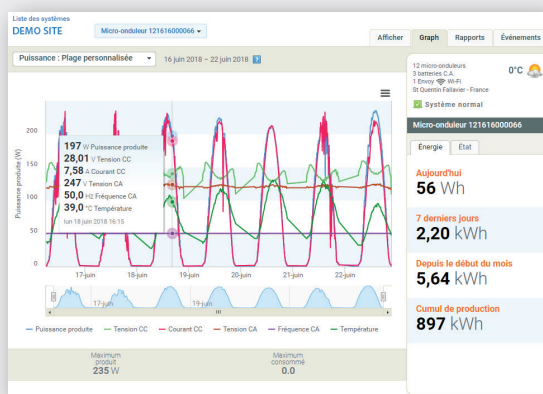 Liste des systèmes
DEMO SITE
Micro-onduleur 121616000066
Afficher
Graph
Rapports
Événements
Puissance : Plage personnalisée
16 juin 2018 – 22 juin 2018
12 micro-onduleurs
3 batteries C.A.
1 Envoy Wi-Fi
St Quentin Fallavier - France
0°C
Système normal
Micro-onduleur 121616000066
Énergie
État
Aujourd'hui
56 Wh
7 derniers jours
2,20 kWh
Depuis le début du mois
5,64 kWh
Cumul de production
897 kWh
Puissance produite (W)
200
150
100
50
0
197 W Puissance produite
28,01 V Tension CC
7,58 A Courant CC
247 V Tension CA
50,0 Hz Fréquence CA
39,0 °C Température
lun 18 juin 2018 16:15
17-juin
18-juin
19-juin
20-juin
21-juin
22-juin
17-juin
19-juin
Puissance produite
Tension CC
Courant CC
Tension CA
Fréquence CA
Température
Maximum
produit
235 W
Maximum
consommé
0.0